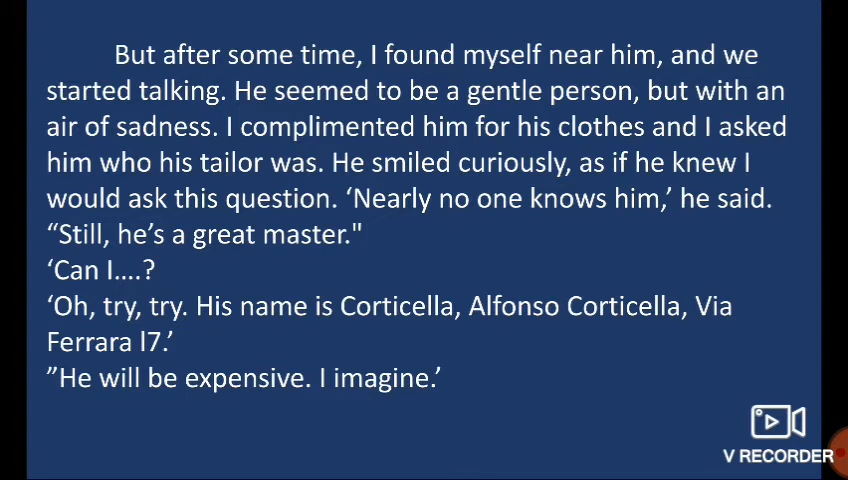 But after some time, I found myself near him, and we
started talking. He seemed to be a gentle person, but with an
air of sadness. I complimented him for his clothes and I asked
him who his tailor was. He smiled curiously, as if he knew I
would ask this question. ‘Nearly no one knows him,’ he said.
“Still, he’s a great master."
‘Can I....?
‘Oh, try, try. His name is Corticella, Alfonso Corticella, Via
Ferrara l7.’
”He will be expensive. I imagine.’
V RECORDER